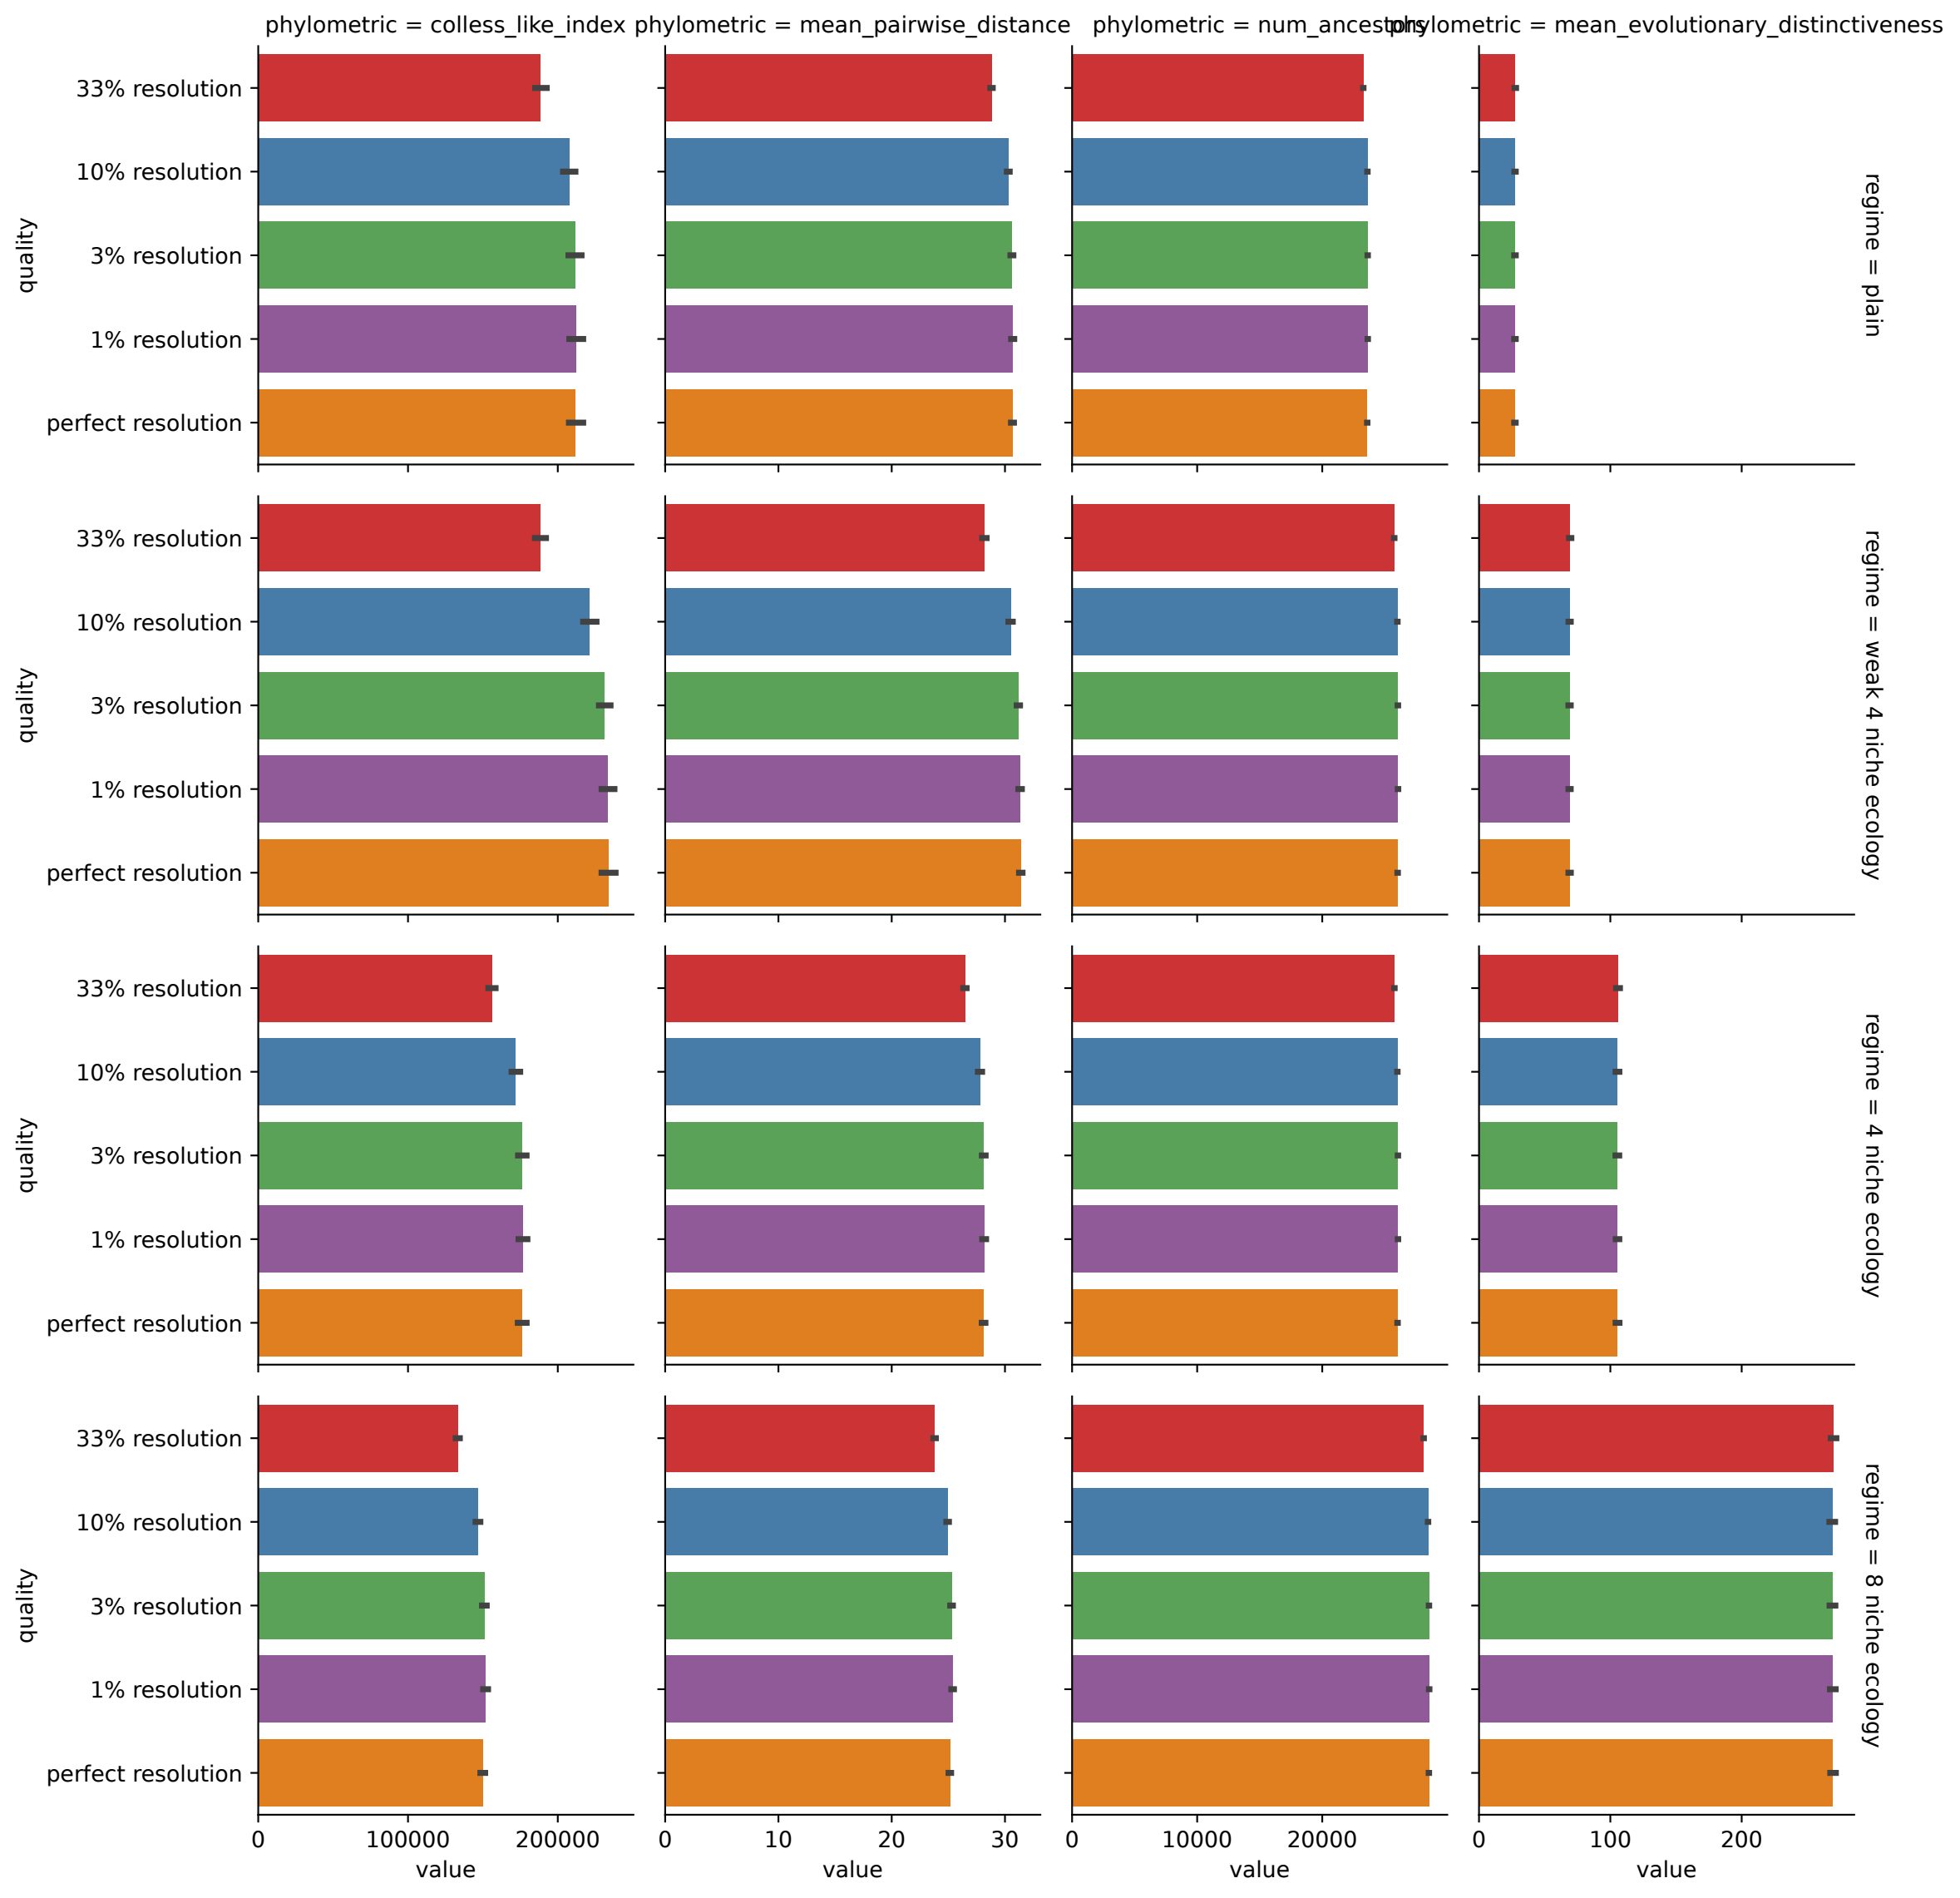 phylometric = colless_like_index
phylometric = mean_pairwise_distance
phylometric = num_ancestors
phylometric = mean_evolutionary_distinctiveness
33% resolution
10% resolution
3% resolution
1% resolution
perfect resolution
quality
regime = plain
33% resolution
10% resolution
3% resolution
1% resolution
perfect resolution
quality
regime = weak 4 niche ecology
33% resolution
10% resolution
3% resolution
1% resolution
perfect resolution
quality
regime = 4 niche ecology
33% resolution
10% resolution
3% resolution
1% resolution
perfect resolution
quality
regime = 8 niche ecology
0 100000 200000
0 10 20 30
0 10000 20000
0 100 200
value
value
value
value